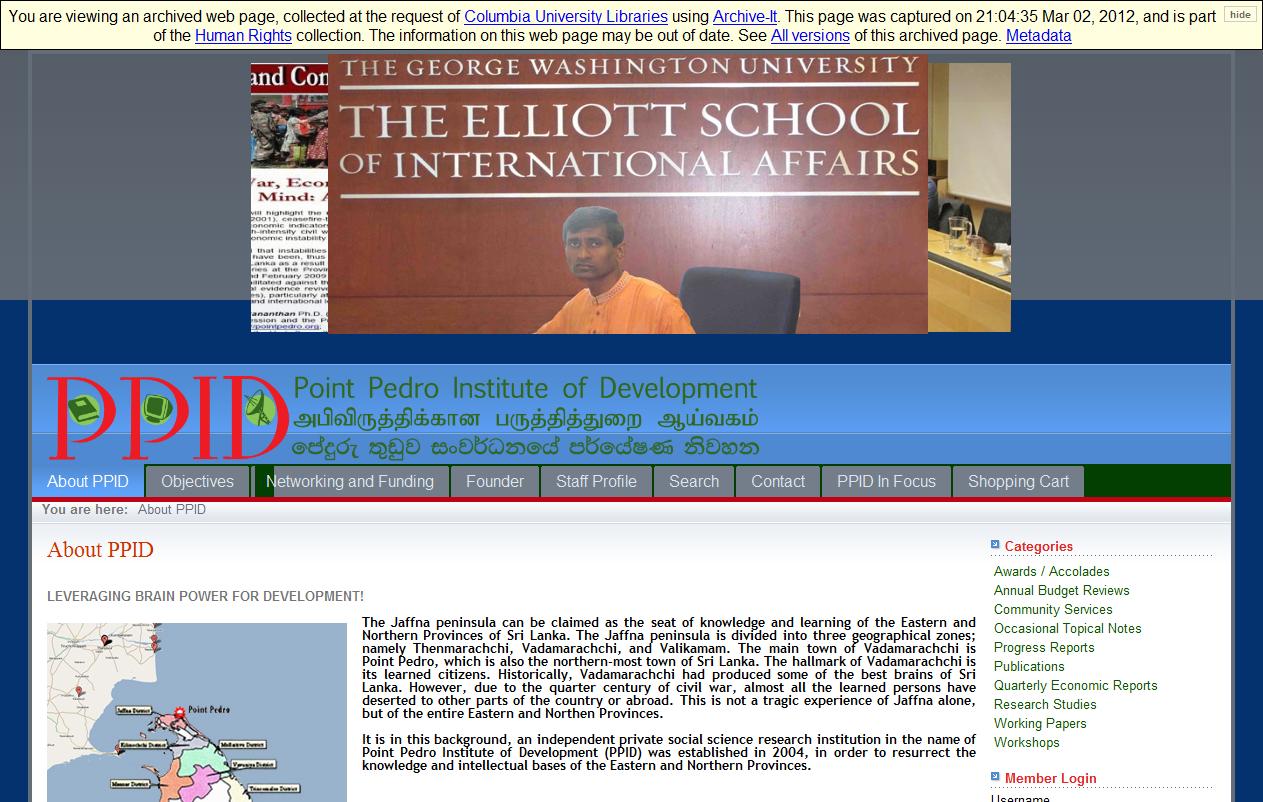 You are viewing an archived web page, collected at the request of Columbia University Libraries using Archive-It. This page was captured on 21:04:35 Mar 02, 2012, and is part
hide
of the Human Rights collection. The information on this web page may be out of date. See All versions of this archived page. Metadata
and Con
THE GEORGE WASHINGTON UNIVERSITY
THE ELLIOTT SCHOOL
OF INTERNATIONAL AFFAIRS
Mind:
PPID
Point Pedro Institute of Development
அபிவிருத்திக்கான பருத்தித்துறை ஆய்வகம்
පේදුරු තුඩුව සංවර්ධනයේ පර්යේෂණ නිවහන
About PPID Objectives Networking and Funding Founder Staff Profile Search Contact PPID In Focus Shopping Cart
You are here: About PPID
About PPID
LEVERAGING BRAIN POWER FOR DEVELOPMENT!
Point Pedro
The Jaffna peninsula can be claimed as the seat of knowledge and learning of the Eastern and
Northern Provinces of Sri Lanka. The Jaffna peninsula is divided into three geographical zones;
namely Thenmarachchi, Vadamarachchi, and Valikamam. The main town of Vadamarachchi is
Point Pedro, which is also the northern-most town of Sri Lanka. The hallmark of Vadamarachchi is
its learned citizens. Historically, Vadamarachchi had produced some of the best brains of Sri
Lanka. However, due to the quarter century of civil war, almost all the learned persons have
deserted to other parts of the country or abroad. This is not a tragic experience of Jaffna alone,
but of the entire Eastern and Northen Provinces.
It is in this background, an independent private social science research institution in the name of
Point Pedro Institute of Development (PPID) was established in 2004, in order to resurrect the
knowledge and intellectual bases of the Eastern and Northern Provinces.
Categories
Awards / Accolades
Annual Budget Reviews
Community Services
Occasional Topical Notes
Progress Reports
Publications
Quarterly Economic Reports
Research Studies
Working Papers
Workshops
Member Login
Username